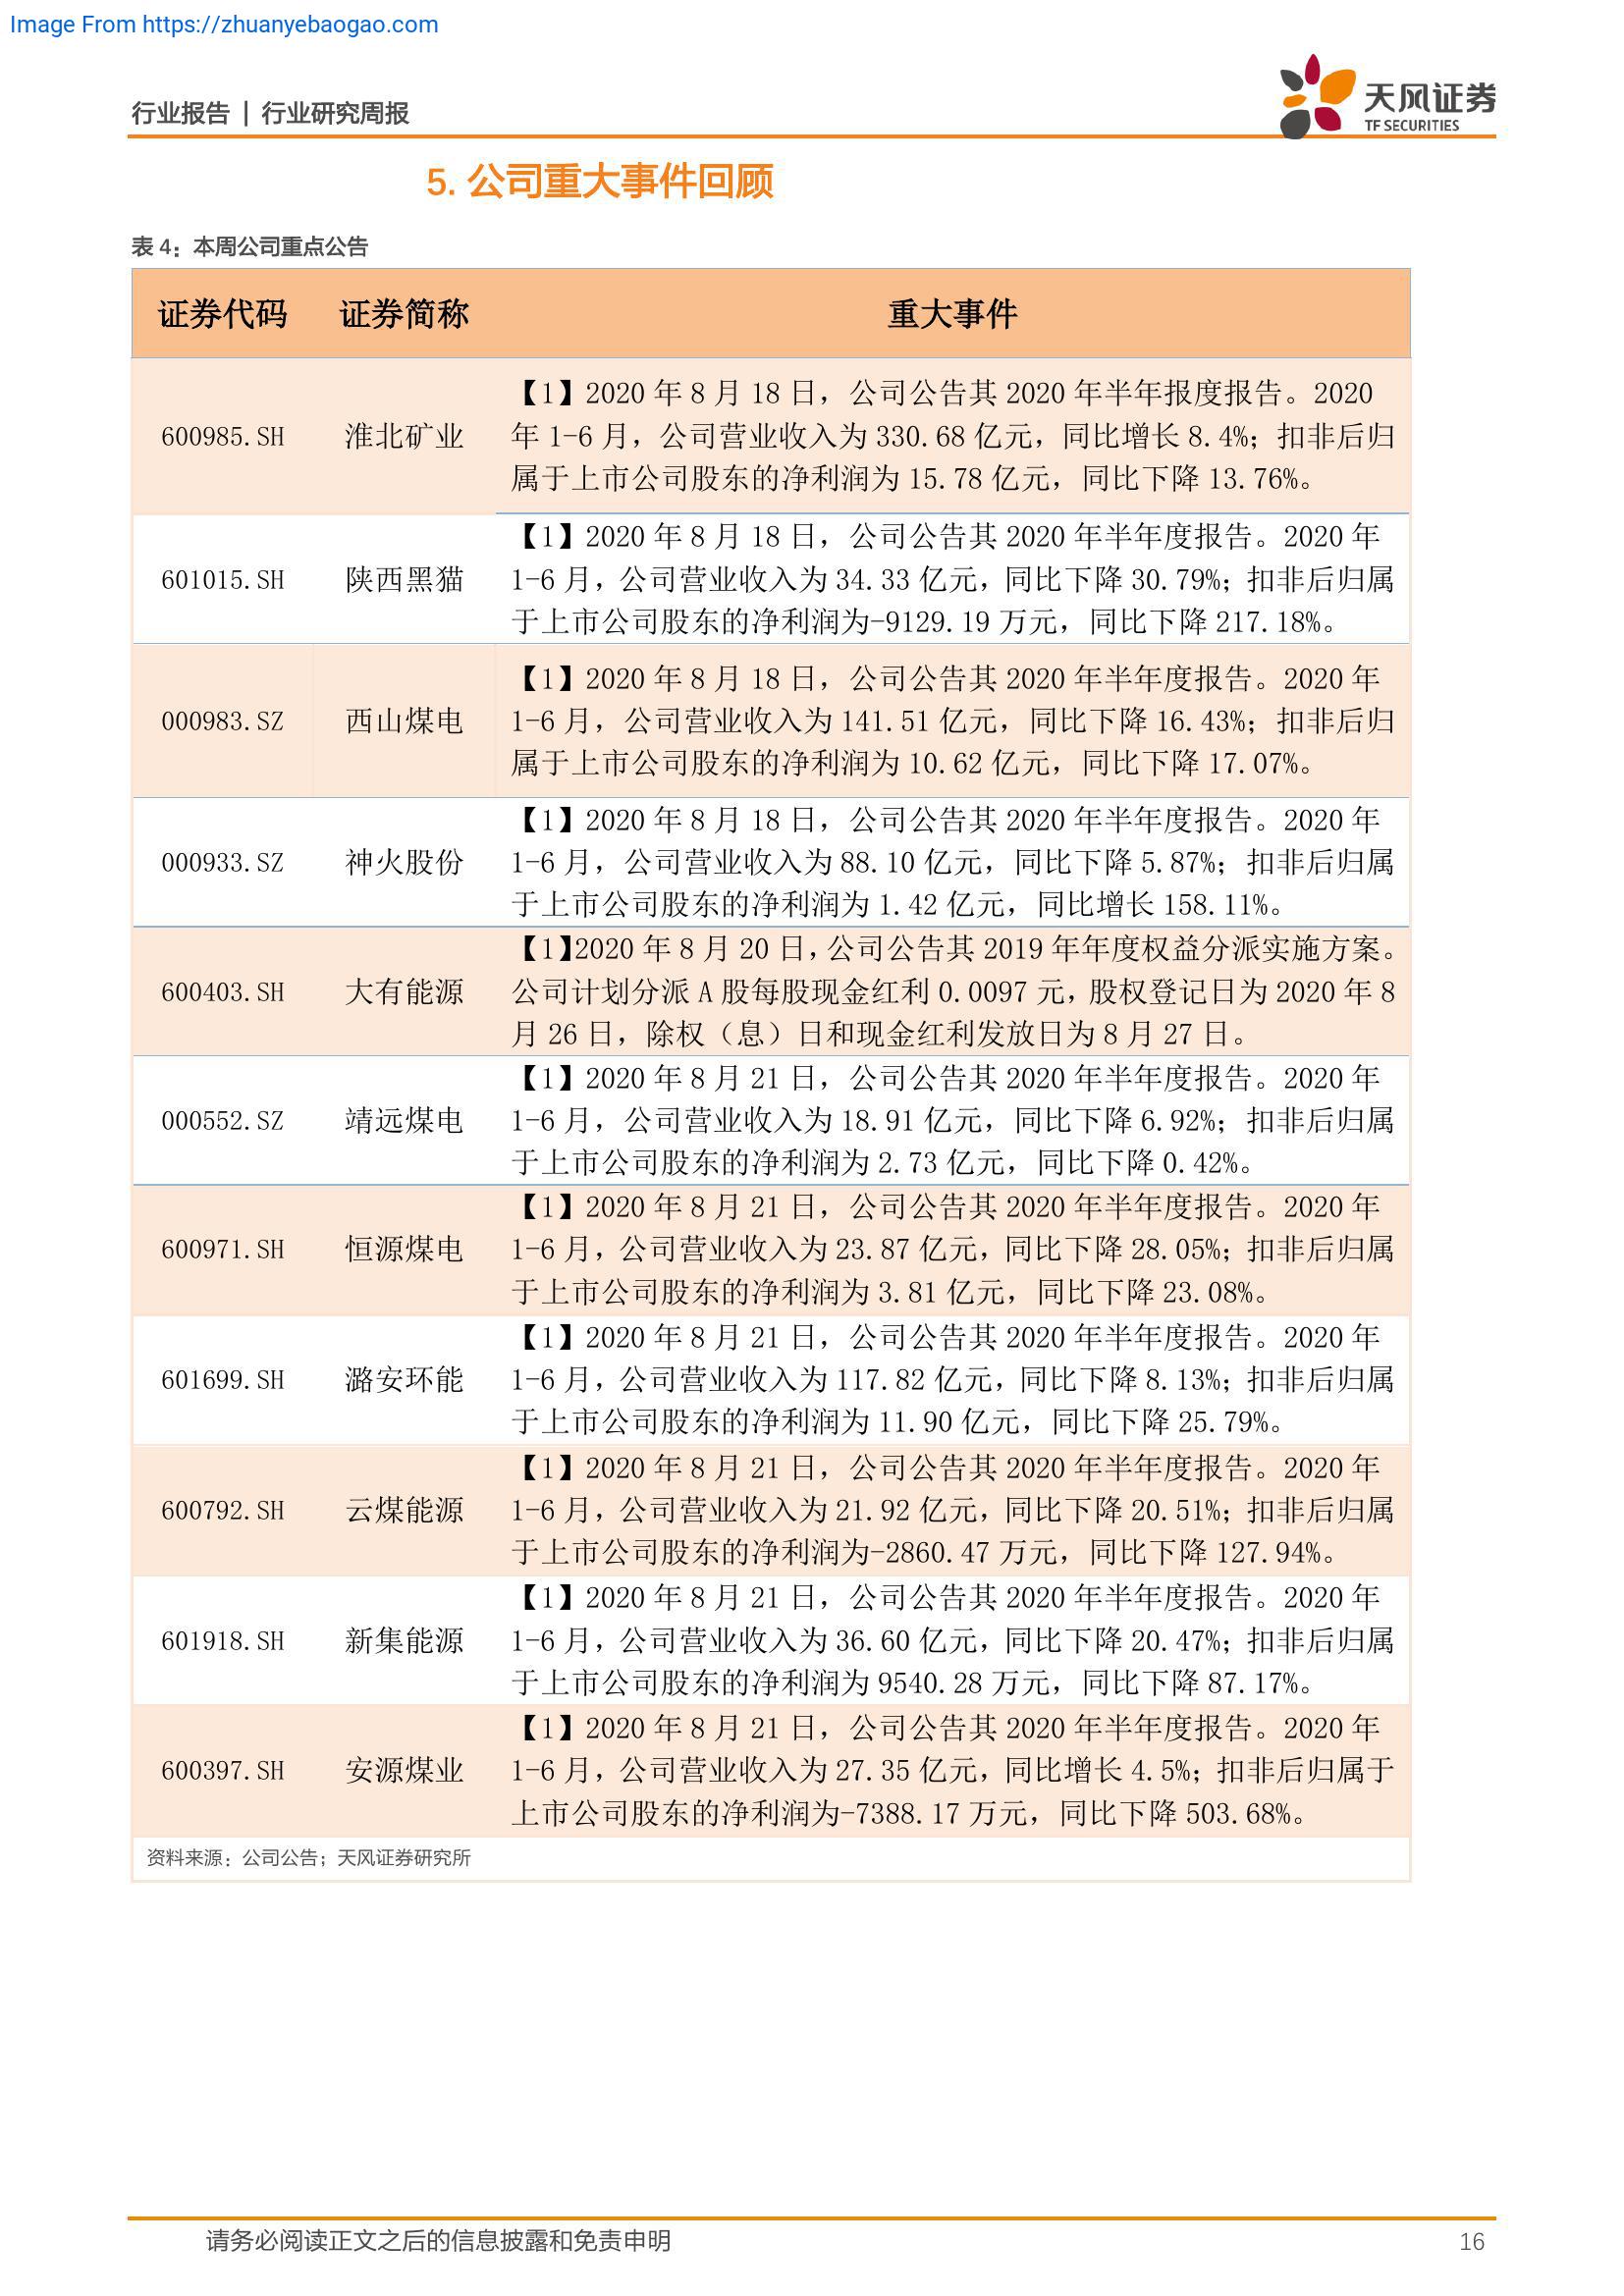 Image From https://zhuanyebaogao.com
行业报告 | 行业研究周报
天风证券
TF SECURITIES
5. 公司重大事件回顾
表 4：本周公司重点公告
证券代码 证券简称 重大事件
600985.SH 淮北矿业
【1】2020 年 8 月 18 日，公司公告其 2020 年半年报度报告。2020
年 1-6 月，公司营业收入为 330.68 亿元，同比增长 8.4%；扣非后归
属于上市公司股东的净利润为 15.78 亿元，同比下降 13.76%。
601015.SH 陕西黑猫
【1】2020 年 8 月 18 日，公司公告其 2020 年半年度报告。2020 年
1-6 月，公司营业收入为 34.33 亿元，同比下降 30.79%；扣非后归属
于上市公司股东的净利润为-9129.19 万元，同比下降 217.18%。
000983.SZ 西山煤电
【1】2020 年 8 月 18 日，公司公告其 2020 年半年度报告。2020 年
1-6 月，公司营业收入为 141.51 亿元，同比下降 16.43%；扣非后归
属于上市公司股东的净利润为 10.62 亿元，同比下降 17.07%。
000933.SZ 神火股份
【1】2020 年 8 月 18 日，公司公告其 2020 年半年度报告。2020 年
1-6 月，公司营业收入为 88.10 亿元，同比下降 5.87%；扣非后归属
于上市公司股东的净利润为 1.42 亿元，同比增长 158.11%。
600403.SH 大有能源
【1】2020 年 8 月 20 日，公司公告其 2019 年年度权益分派实施方案。
公司计划分派 A 股每股现金红利 0.0097 元，股权登记日为 2020 年 8
月 26 日，除权（息）日和现金红利发放日为 8 月 27 日。
000552.SZ 靖远煤电
【1】2020 年 8 月 21 日，公司公告其 2020 年半年度报告。2020 年
1-6 月，公司营业收入为 18.91 亿元，同比下降 6.92%；扣非后归属
于上市公司股东的净利润为 2.73 亿元，同比下降 0.42%。
600971.SH 恒源煤电
【1】2020 年 8 月 21 日，公司公告其 2020 年半年度报告。2020 年
1-6 月，公司营业收入为 23.87 亿元，同比下降 28.05%；扣非后归属
于上市公司股东的净利润为 3.81 亿元，同比下降 23.08%。
601699.SH 潞安环能
【1】2020 年 8 月 21 日，公司公告其 2020 年半年度报告。2020 年
1-6 月，公司营业收入为 117.82 亿元，同比下降 8.13%；扣非后归属
于上市公司股东的净利润为 11.90 亿元，同比下降 25.79%。
600792.SH 云煤能源
【1】2020 年 8 月 21 日，公司公告其 2020 年半年度报告。2020 年
1-6 月，公司营业收入为 21.92 亿元，同比下降 20.51%；扣非后归属
于上市公司股东的净利润为-2860.47 万元，同比下降 127.94%。
601918.SH 新集能源
【1】2020 年 8 月 21 日，公司公告其 2020 年半年度报告。2020 年
1-6 月，公司营业收入为 36.60 亿元，同比下降 20.47%；扣非后归属
于上市公司股东的净利润为 9540.28 万元，同比下降 87.17%。
600397.SH 安源煤业
【1】2020 年 8 月 21 日，公司公告其 2020 年半年度报告。2020 年
1-6 月，公司营业收入为 27.35 亿元，同比增长 4.5%；扣非后归属于
上市公司股东的净利润为-7388.17 万元，同比下降 503.68%。
资料来源：公司公告；天风证券研究所
请务必阅读正文之后的信息披露和免责申明 16